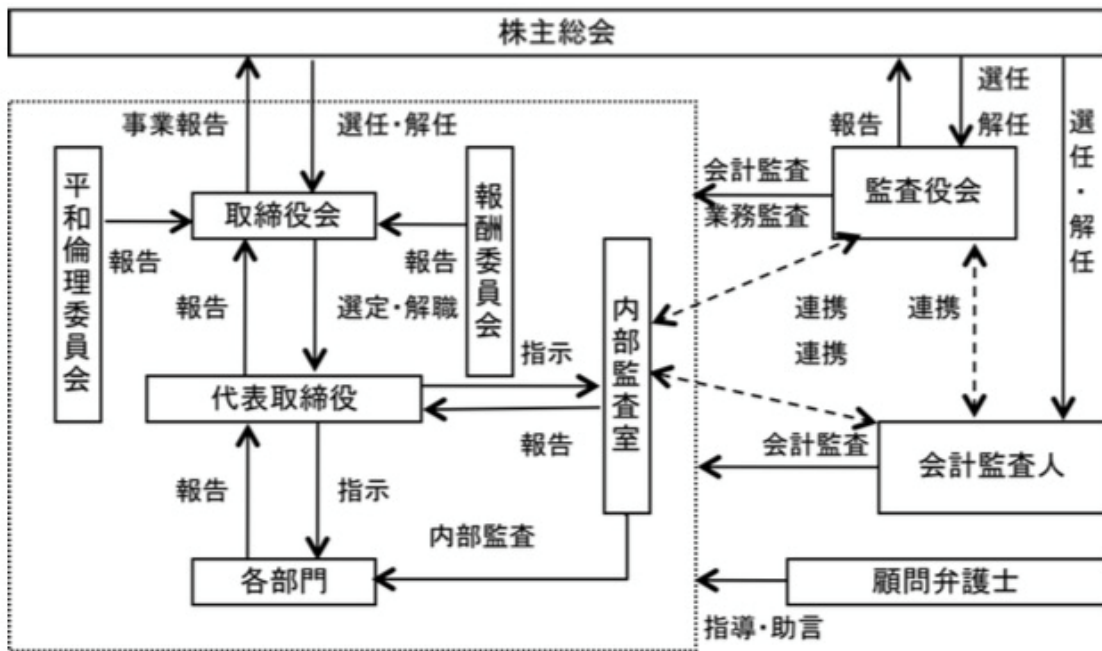 株主総会
事業報告
選任・解任
報告
選任
解任
選任・解任
平和倫理委員会
報告
取締役会
報酬委員会
報告
会計監査
業務監査
監査役会
報告
選定・解職
内部監査室
連携
連携
連携
代表取締役
指示
報告
会計監査
会計監査人
報告
指示
内部監査
各部門
顧問弁護士
指導・助言